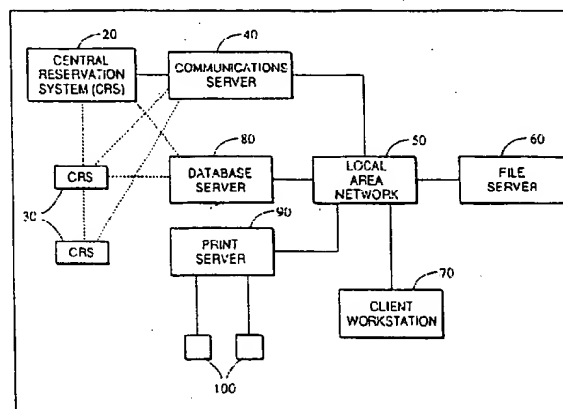 20
40
CENTRAL
RESERVATION
SYSTEM (CRS)
COMMUNICATIONS
SERVER
80
50
60
CRS
DATABASE
SERVER
LOCAL
AREA
NETWORK
FILE
SERVER
30
90
CRS
PRINT
SERVER
70
CLIENT
WORKSTATION
100